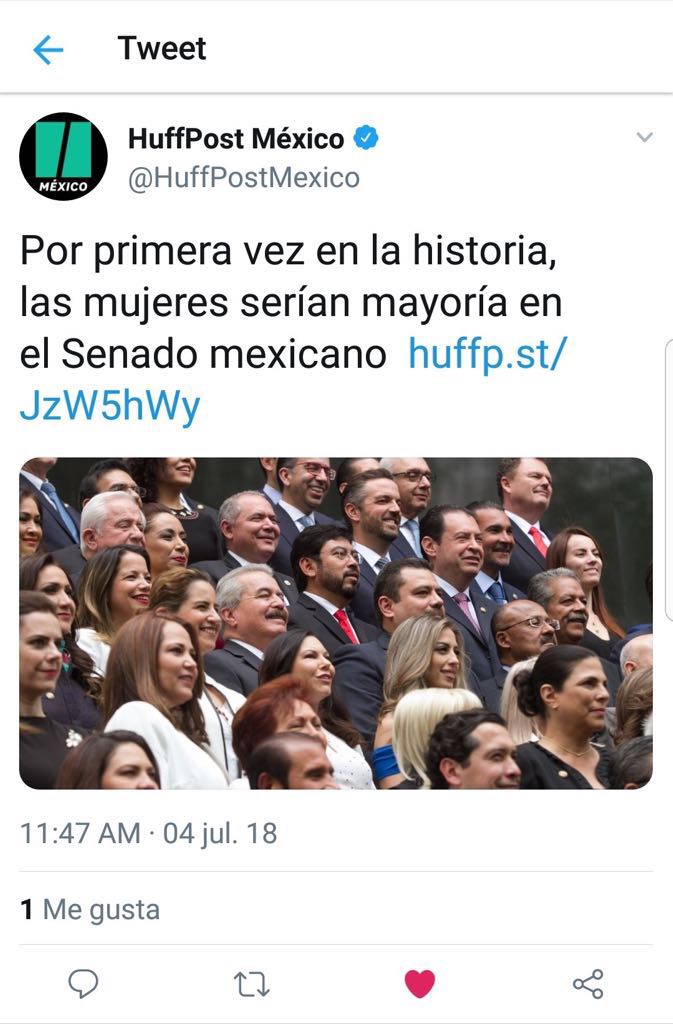 Tweet
MÉXICO
HuffPost México
@HuffPostMexico
Por primera vez en la historia,
las mujeres serían mayoría en
el Senado mexicano huffp.st/
JzW5hWy
11:47 AM · 04 jul. 18
1 Me gusta